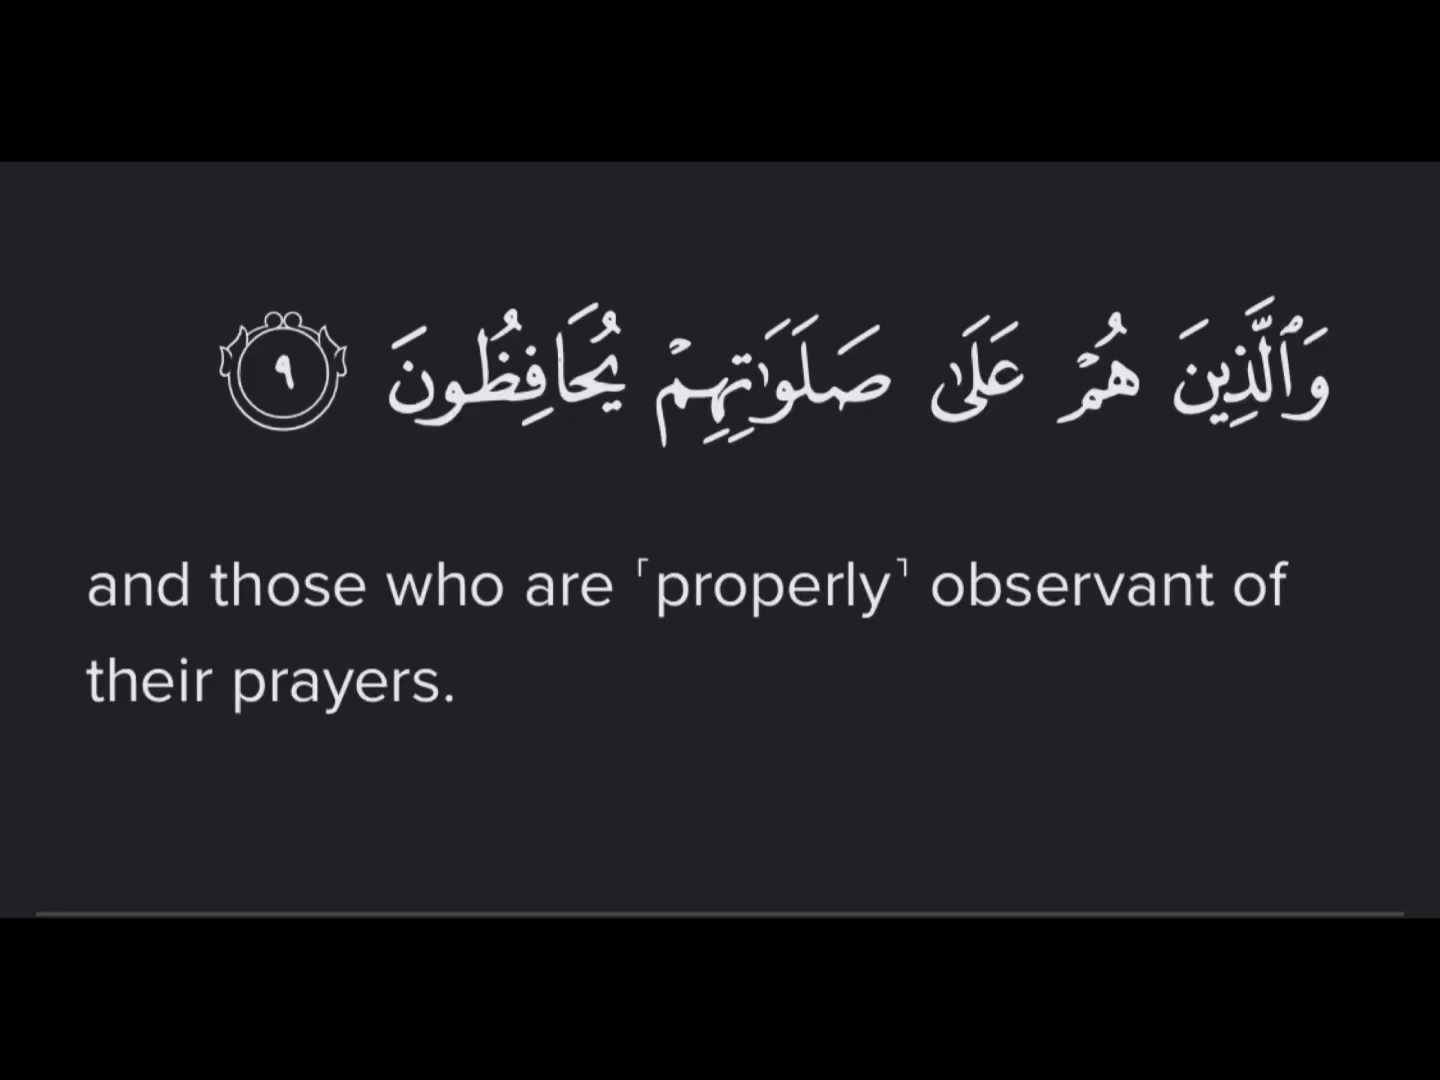 وَٱلَّذِينَ هُمْ عَلَىٰ صَلَوَٰتِهِمْ يُحَافِظُونَ ٩
and those who are ˹properly˺ observant of
their prayers.